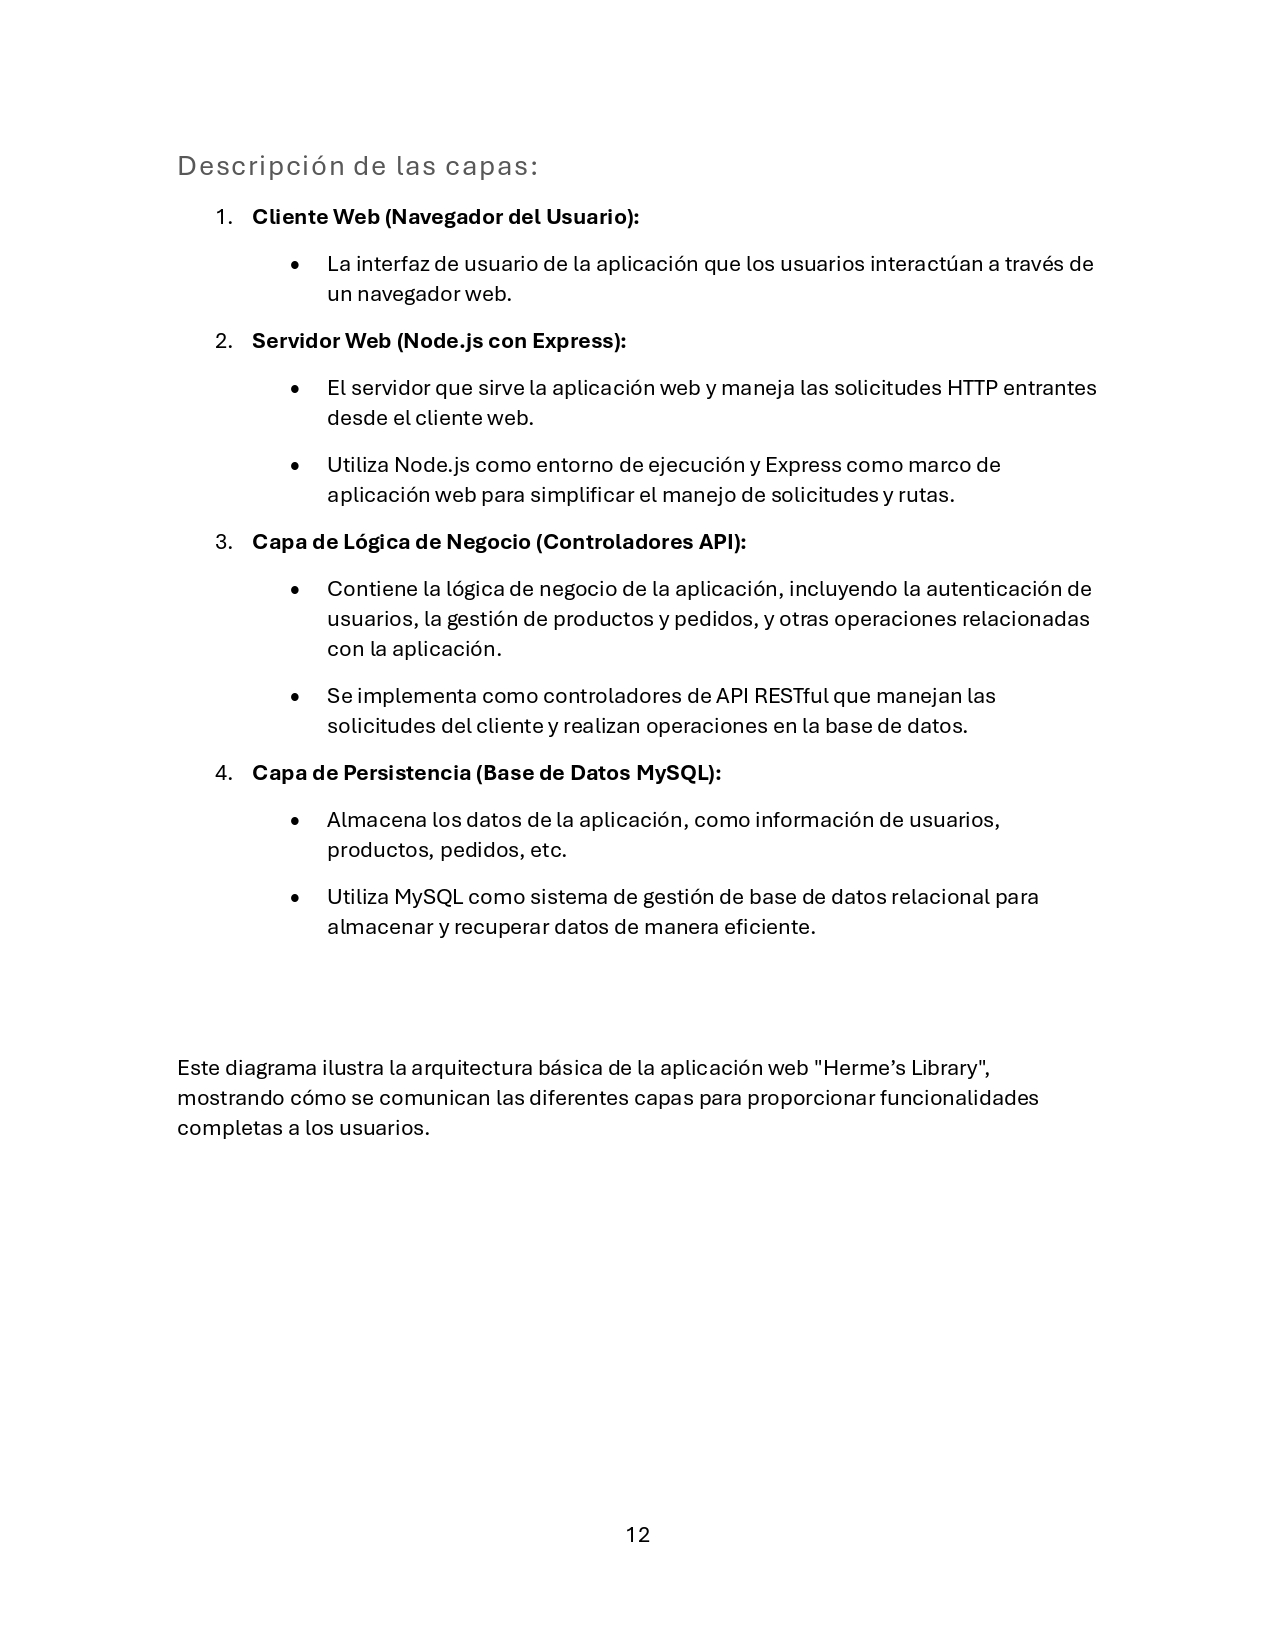 Descripción de las capas:
1. Cliente Web (Navegador del Usuario):
• La interfaz de usuario de la aplicación que los usuarios interactúan a través de
un navegador web.
2. Servidor Web (Node.js con Express):
• El servidor que sirve la aplicación web y maneja las solicitudes HTTP entrantes
desde el cliente web.
• Utiliza Node.js como entorno de ejecución y Express como marco de
aplicación web para simplificar el manejo de solicitudes y rutas.
3. Capa de Lógica de Negocio (Controladores API):
• Contiene la lógica de negocio de la aplicación, incluyendo la autenticación de
usuarios, la gestión de productos y pedidos, y otras operaciones relacionadas
con la aplicación.
• Se implementa como controladores de API RESTful que manejan las
solicitudes del cliente y realizan operaciones en la base de datos.
4. Capa de Persistencia (Base de Datos MySQL):
• Almacena los datos de la aplicación, como información de usuarios,
productos, pedidos, etc.
• Utiliza MySQL como sistema de gestión de base de datos relacional para
almacenar y recuperar datos de manera eficiente.
Este diagrama ilustra la arquitectura básica de la aplicación web "Herme’s Library",
mostrando cómo se comunican las diferentes capas para proporcionar funcionalidades
completas a los usuarios.
12